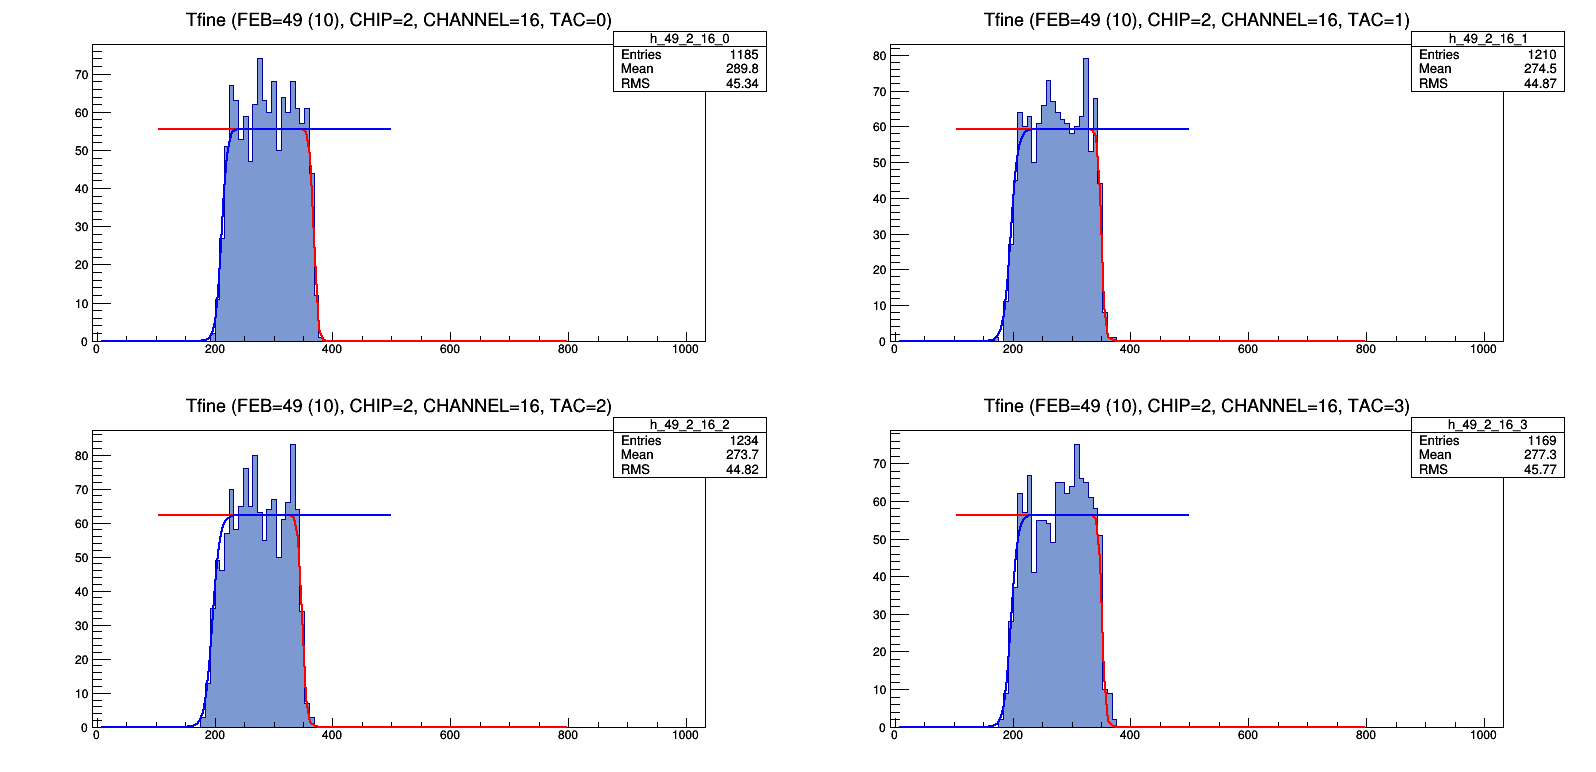 Tfine (FEB=49 (10), CHIP=2, CHANNEL=16, TAC=0)
h_49_2_16_0
Entries 1185
Mean 289.8
RMS 45.34
70
60
50
40
30
20
10
0
0 200 400 600 800 1000
Tfine (FEB=49 (10), CHIP=2, CHANNEL=16, TAC=1)
h_49_2_16_1
Entries 1210
Mean 274.5
RMS 44.87
80
70
60
50
40
30
20
10
0
0 200 400 600 800 1000
Tfine (FEB=49 (10), CHIP=2, CHANNEL=16, TAC=2)
h_49_2_16_2
Entries 1234
Mean 273.7
RMS 44.82
80
70
60
50
40
30
20
10
0
0 200 400 600 800 1000
Tfine (FEB=49 (10), CHIP=2, CHANNEL=16, TAC=3)
h_49_2_16_3
Entries 1169
Mean 277.3
RMS 45.77
70
60
50
40
30
20
10
0
0 200 400 600 800 1000